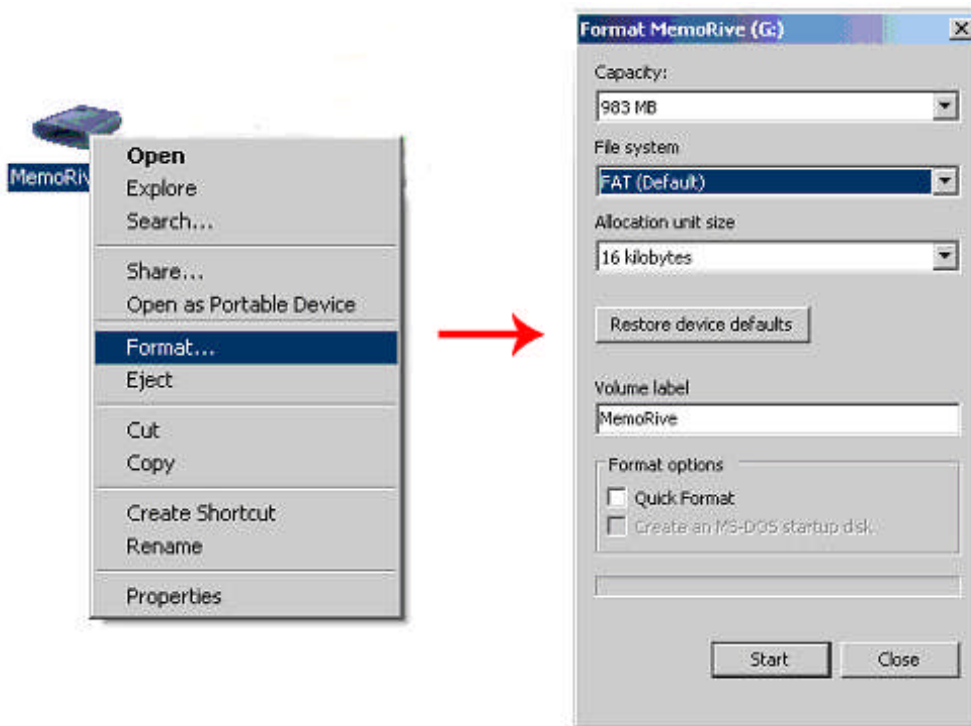 MemoRiv
Open
Explore
Search...
Share...
Open as Portable Device
Format...
Eject
Cut
Copy
Create Shortcut
Rename
Properties
Format MemoRive (G:)
Capacity:
983 MB
File system
FAT (Default)
Allocation unit size
16 kilobytes
Restore device defaults
Volume label
MemoRive
Format options
Quick Format
Create an MS-DOS startup disk
Start
Close